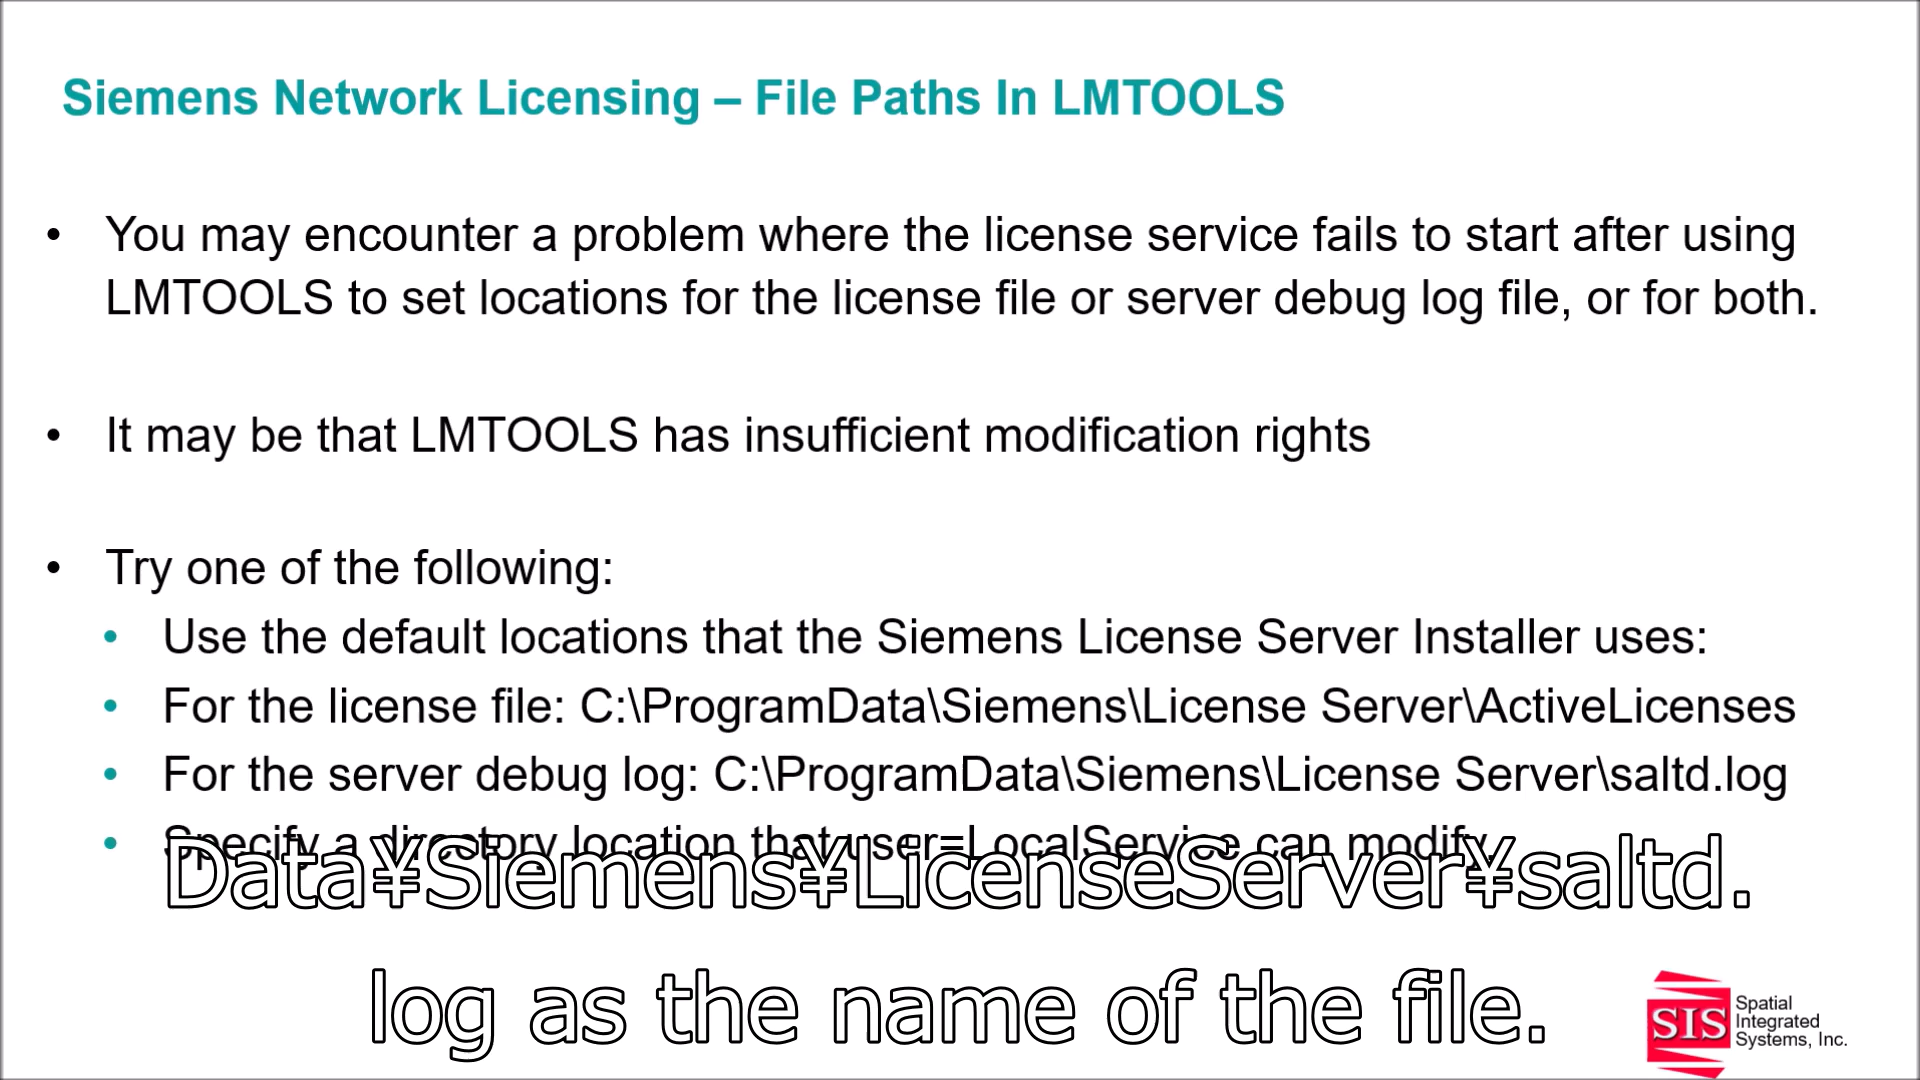 Siemens Network Licensing – File Paths In LMTOOLS
• You may encounter a problem where the license service fails to start after using
LMTOOLS to set locations for the license file or server debug log file, or for both.
• It may be that LMTOOLS has insufficient modification rights
• Try one of the following:
• Use the default locations that the Siemens License Server Installer uses:
• For the license file: C:\ProgramData\Siemens\License Server\ActiveLicenses
• For the server debug log: C:\ProgramData\Siemens\License Server\saltd.log
• Specify a directory location that user=LocalService can modify.
Data¥Siemens¥LicenseServer¥saltd.
log as the name of the file.
SIS
Spatial
Integrated
Systems, Inc.